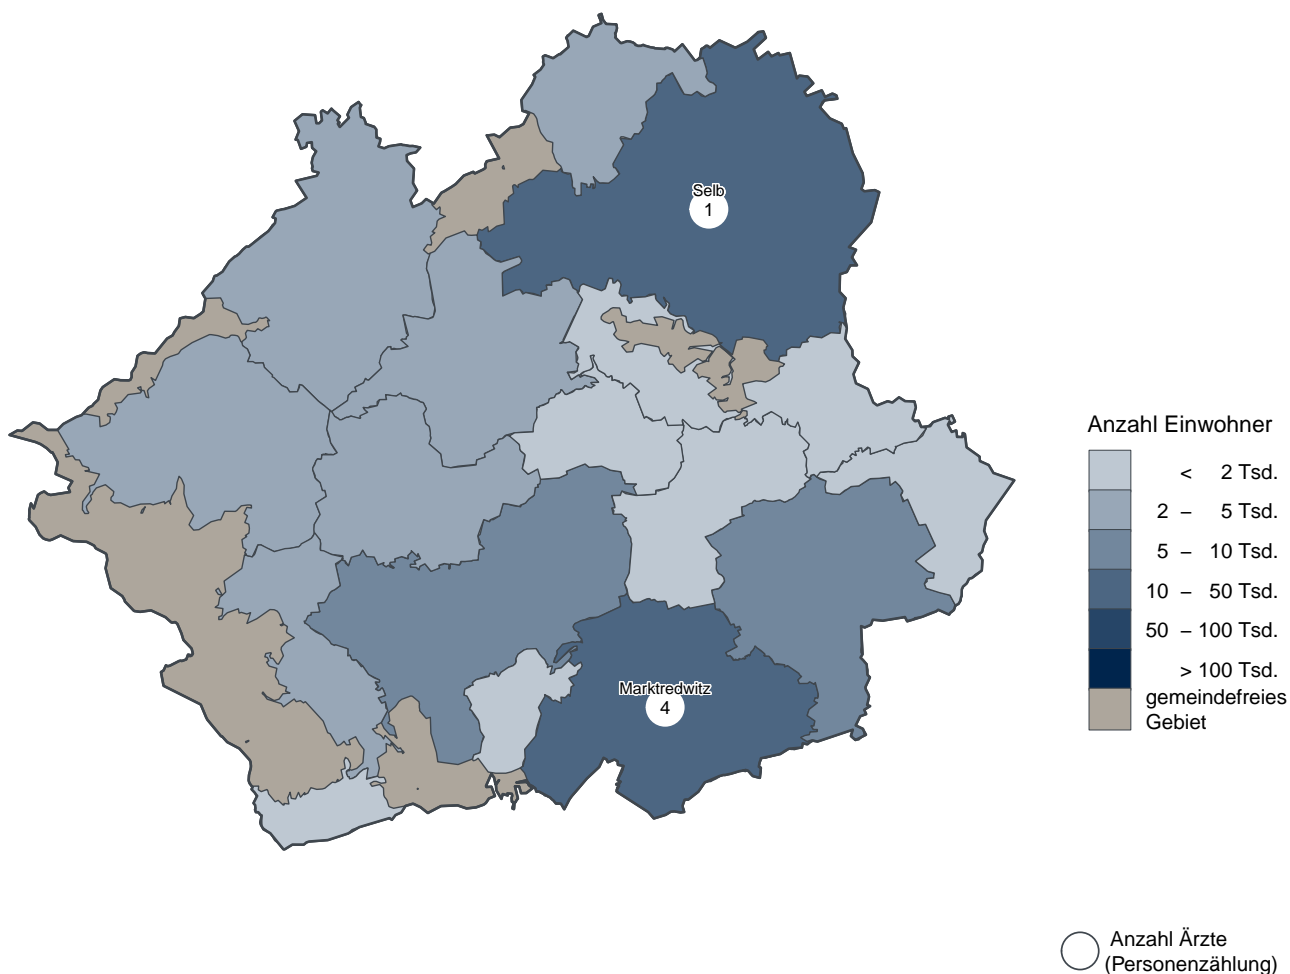 Selb
1
Marktredwitz
4
Anzahl Einwohner
< 2 Tsd.
2 – 5 Tsd.
5 – 10 Tsd.
10 – 50 Tsd.
50 – 100 Tsd.
> 100 Tsd.
gemeindefreies
Gebiet
Anzahl Ärzte
(Personenzählung)